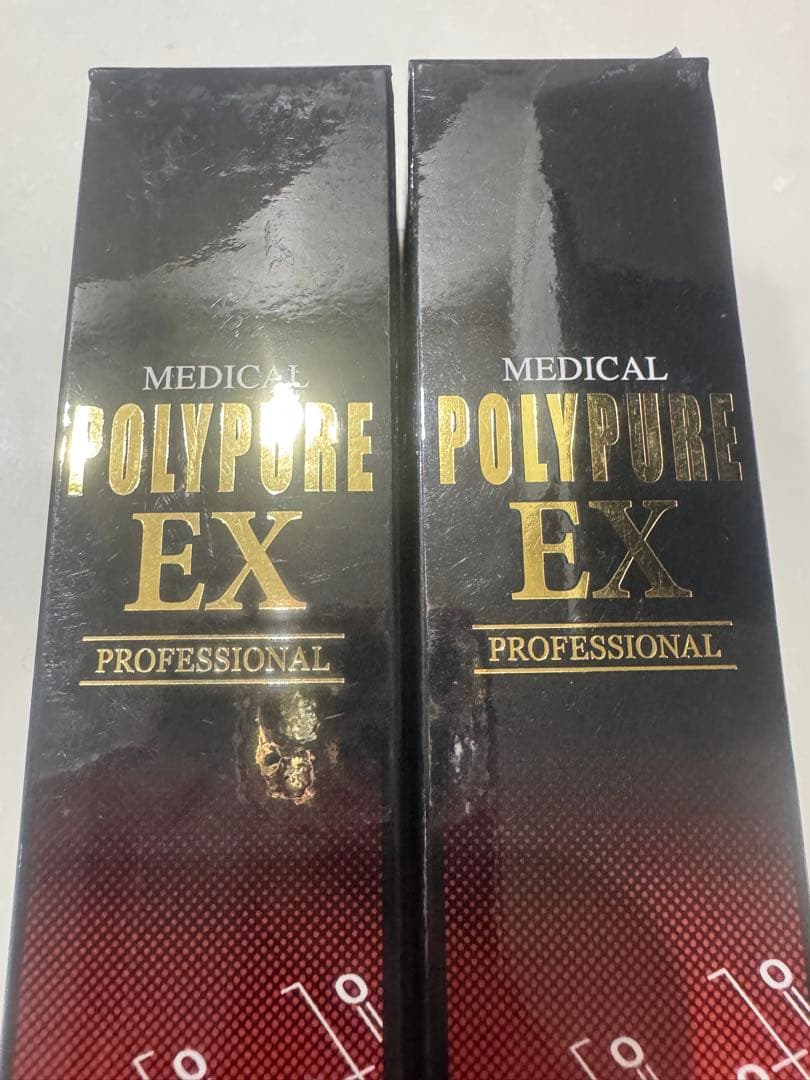 MEDICAL
POLYPURE
EX
PROFESSIONAL
MEDICAL
POLYPURE
EX
PROFESSIONAL